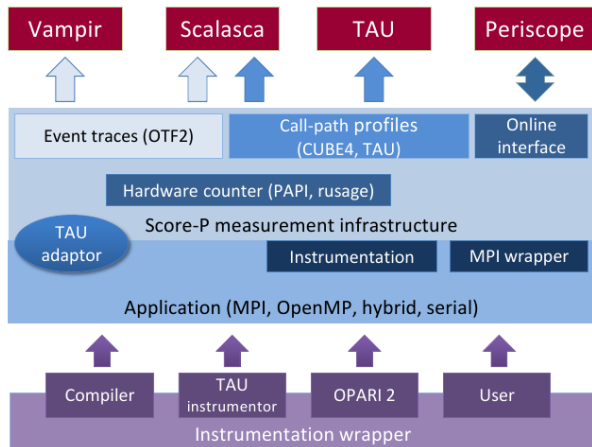 Vampir
Scalasca
TAU
Periscope
Event traces (OTF2)
Call-path profiles
(CUBE4, TAU)
Online
interface
Hardware counter (PAPI, rusage)
Score-P measurement infrastructure
TAU
adaptor
Instrumentation
MPI wrapper
Application (MPI, OpenMP, hybrid, serial)
Compiler
TAU
instrumentor
OPARI 2
User
Instrumentation wrapper